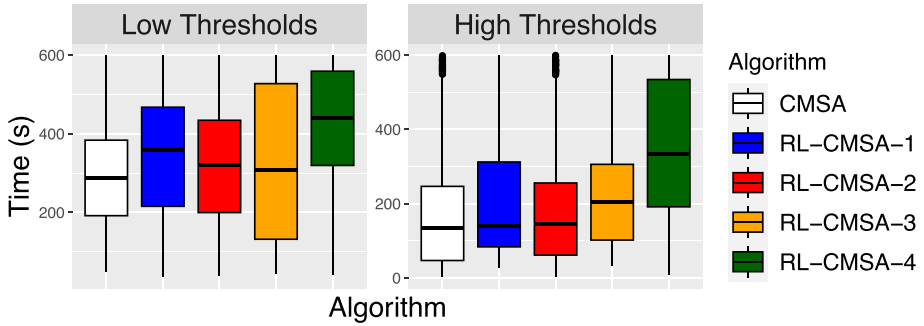 Low Thresholds
High Thresholds
Time (s)
600
400
200
600
400
200
0
Algorithm
Algorithm
CMSA
RL−CMSA−1
RL−CMSA−2
RL−CMSA−3
RL−CMSA−4